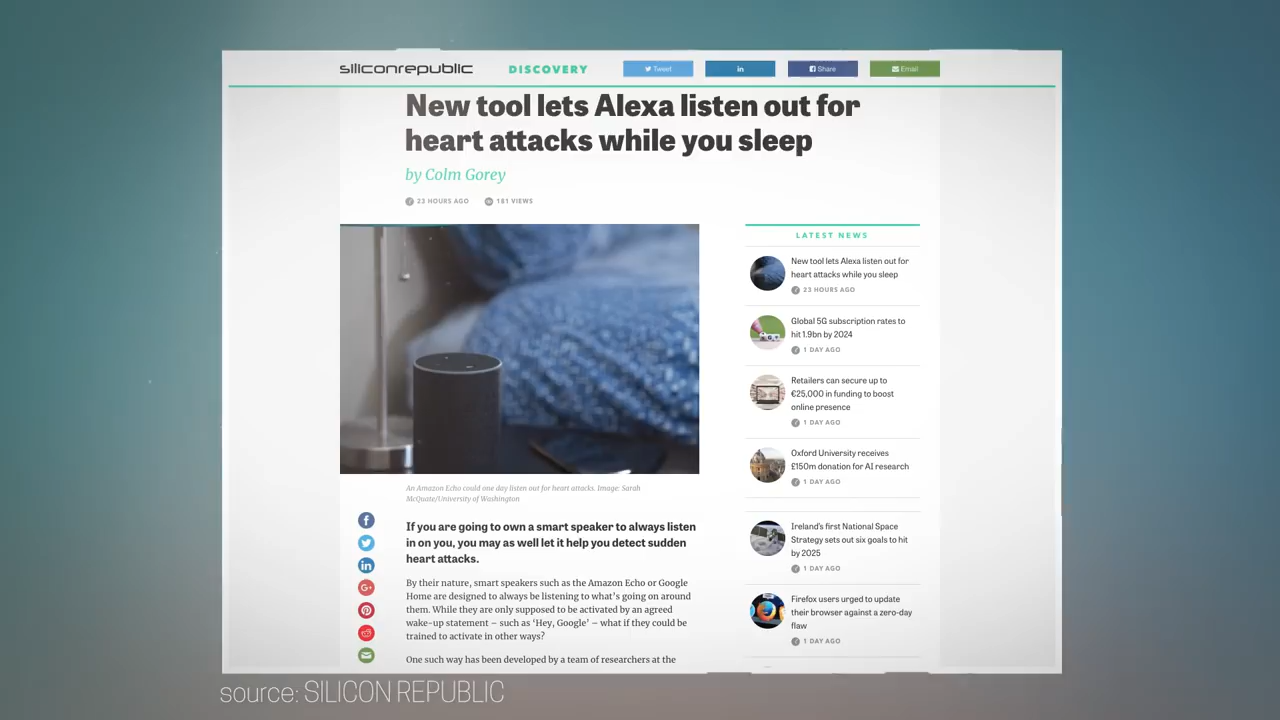 siliconrepublic
DISCOVERY
Tweet
in
Share
Email
New tool lets Alexa listen out for
heart attacks while you sleep
by Colm Gorey
23 HOURS AGO
181 VIEWS
LATEST NEWS
New tool lets Alexa listen out for
heart attacks while you sleep
23 HOURS AGO
Global 5G subscription rates to
hit 1.9bn by 2024
1 DAY AGO
Retailers can secure up to
€25,000 in funding to boost
online presence
1 DAY AGO
Oxford University receives
£150m donation for AI research
1 DAY AGO
Ireland's first National Space
Strategy sets out six goals to hit
by 2025
1 DAY AGO
Firefox users urged to update
their browser against a zero-day
flaw
1 DAY AGO
An Amazon Echo could one day listen out for heart attacks. Image: Sarah
McQuate/University of Washington
If you are going to own a smart speaker to always listen
in on you, you may as well let it help you detect sudden
heart attacks.
By their nature, smart speakers such as the Amazon Echo or Google
Home are designed to always be listening to what's going on around
them. While they are only supposed to be activated by an agreed
wake-up statement – such as 'Hey, Google' – what if they could be
trained to activate in other ways?
One such way has been developed by a team of researchers at the
source: SILICON REPUBLIC